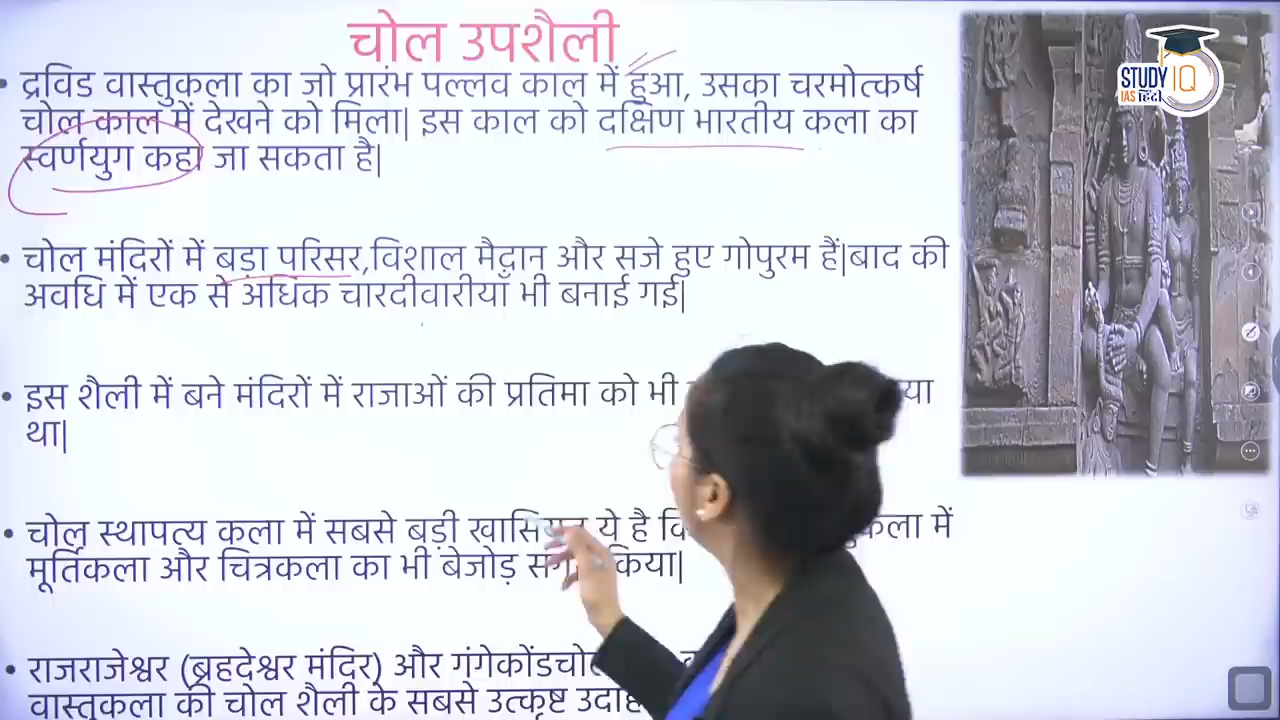 चोल उपशैली
• द्रविड वास्तुकला का जो प्रारंभ पल्लव काल में हुआ, उसका चरमोत्कर्ष
चोल काल में देखने को मिला| इस काल को दक्षिण भारतीय कला का
स्वर्णयुग कहा जा सकता है|
• चोल मंदिरों में बड़ा परिसर,विशाल मैदान और सजे हुए गोपुरम हैं|बाद की
अवधि में एक से अधिक चारदीवारीयाँ भी बनाई गई|
• इस शैली में बने मंदिरों में राजाओं की प्रतिमा को भी
था|
• चोल स्थापत्य कला में सबसे बड़ी खासियत ये है में
मूर्तिकला और चित्रकला का भी बेजोड़ किया|
• राजराजेश्वर (ब्रहदेश्वर मंदिर) और
वास्तुकला की चोल शैली के सबसे उत्कृष्ट
STUDY IQ
IAS हिंदी